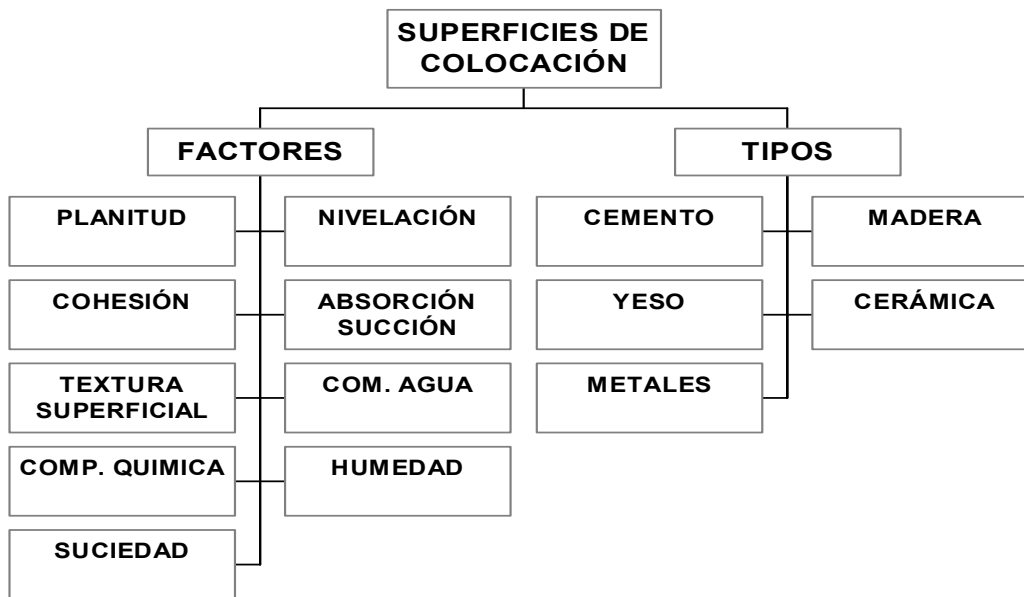 SUPERFICIES DE
COLOCACIÓN
FACTORES
TIPOS
PLANITUD
NIVELACIÓN
CEMENTO
MADERA
COHESIÓN
ABSORCIÓN
SUCCIÓN
YESO
CERÁMICA
TEXTURA
SUPERFICIAL
COM. AGUA
METALES
COMP. QUIMICA
HUMEDAD
SUCIEDAD